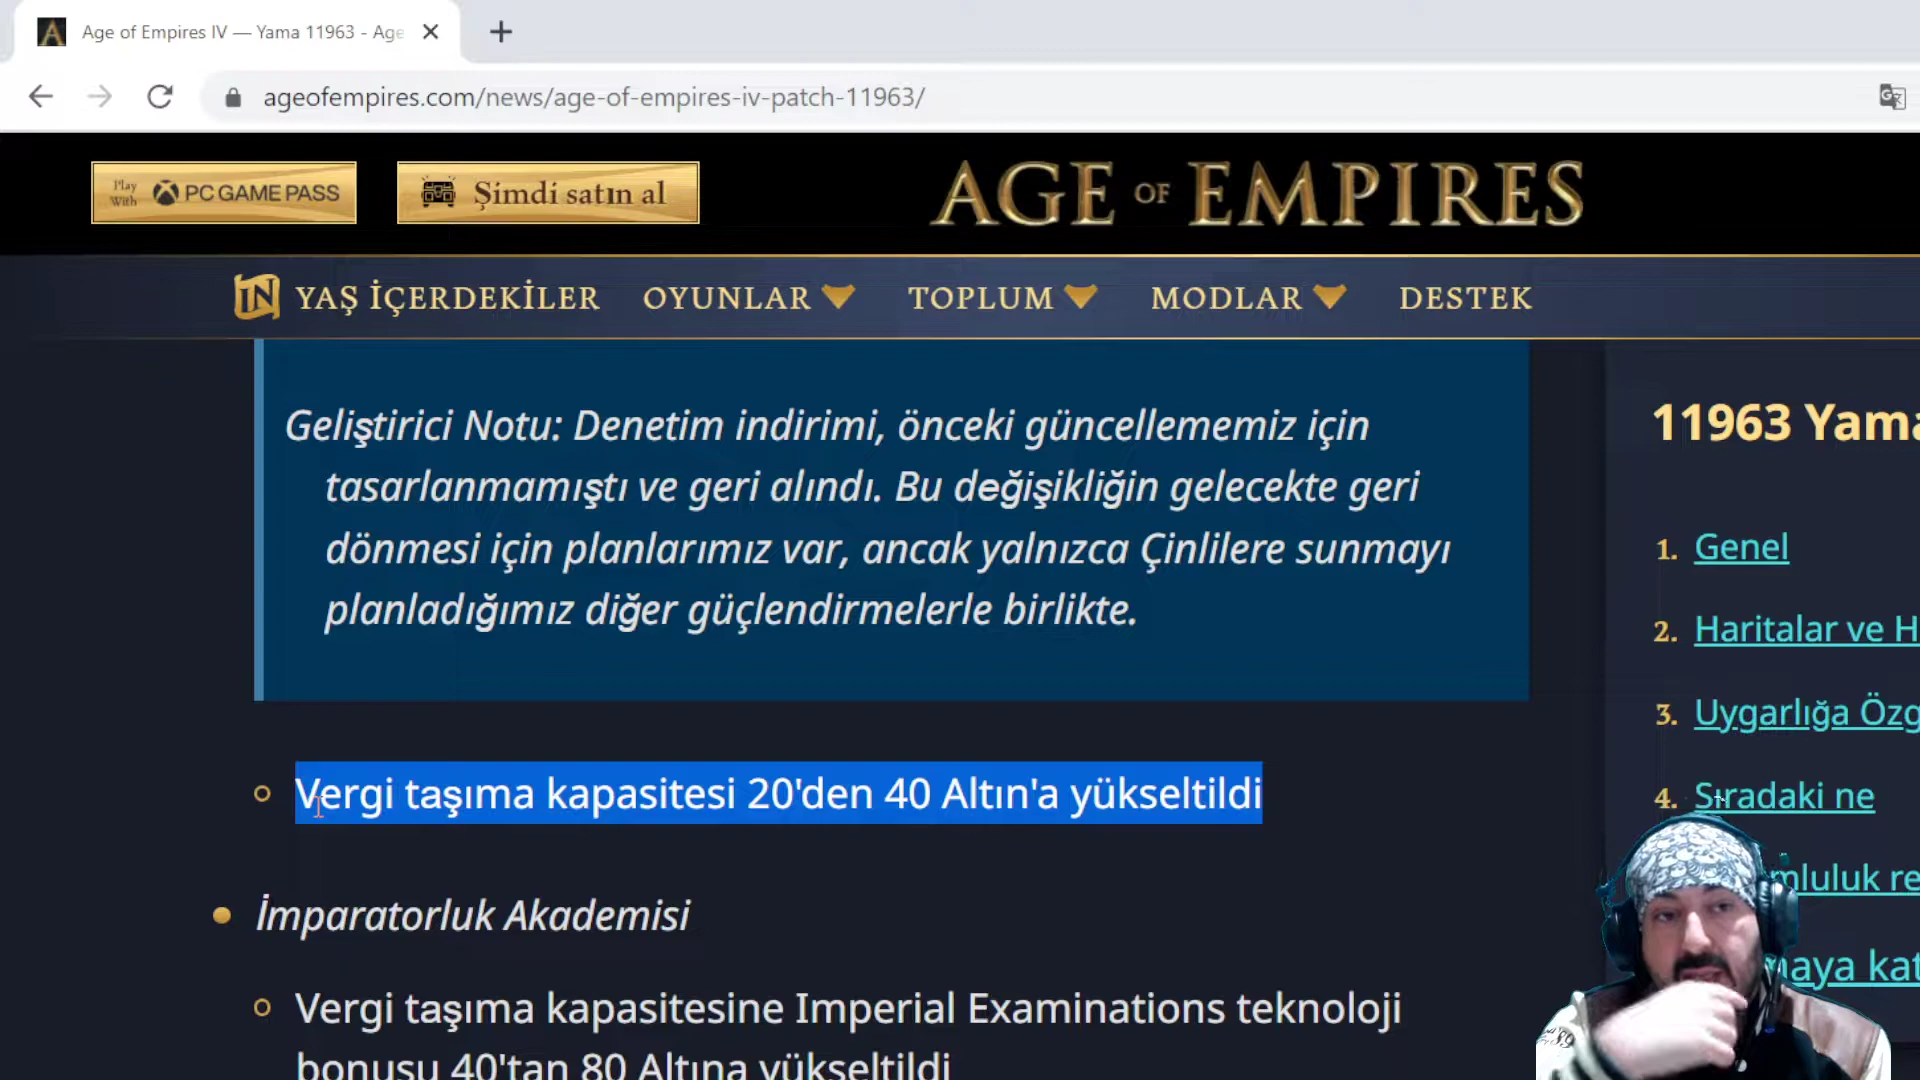 Age of Empires IV — Yama 11963 - Age
ageofempires.com/news/age-of-empires-iv-patch-11963/
Play With PC GAME PASS
Şimdi satın al
AGE OF EMPIRES
YAŞ İÇERDEKİLER OYUNLAR TOPLUM MODLAR DESTEK
Geliştirici Notu: Denetim indirimi, önceki güncellememiz için
tasarlanmamıştı ve geri alındı. Bu değişikliğin gelecekte geri
dönmesi için planlarımız var, ancak yalnızca Çinlilere sunmayı
planladığımız diğer güçlendirmelerle birlikte.
Vergi taşıma kapasitesi 20'den 40 Altın'a yükseltildi
İmparatorluk Akademisi
Vergi taşıma kapasitesine Imperial Examinations teknoloji
bonusu 40'tan 80 Altına yükseltildi
11963 Yama
1. Genel
2. Haritalar ve H
3. Uygarlığa Özg
4. Sıradaki ne
mluluk re
maya kat